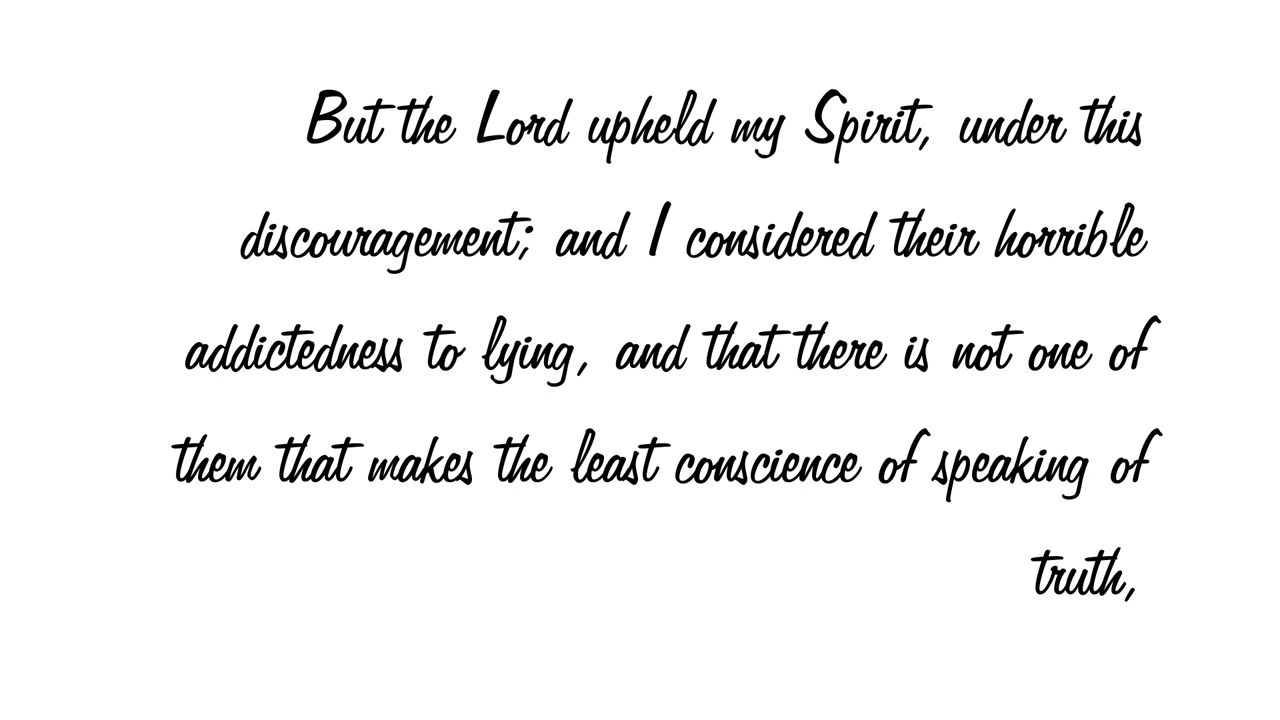 But the Lord upheld my Spirit, under this
discouragement; and I considered their horrible
addictedness to lying, and that there is not one of
them that makes the least conscience of speaking of
truth,